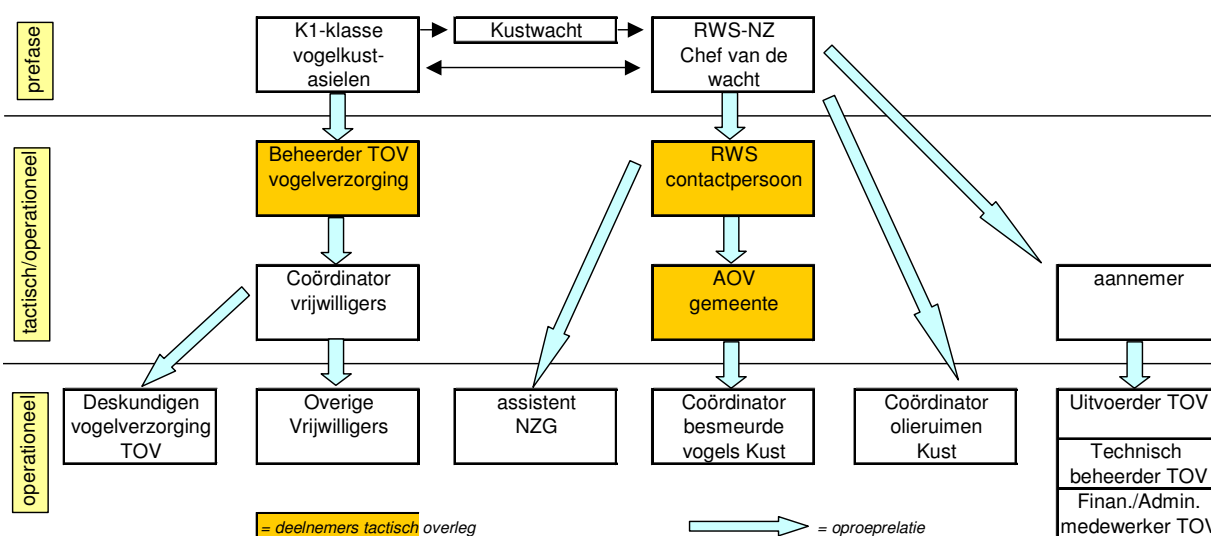 prefase
K1-klasse
vogelkust-
asielen
Kustwacht
RWS-NZ
Chef van de
wacht
tactisch/operationeel
Beheerder TOV
vogelverzorging
RWS
contactpersoon
Coördinator
vrijwilligers
AOV
gemeente
aannemer
operationeel
Deskundigen
vogelverzorging
TOV
Overige
Vrijwilligers
assistent
NZG
Coördinator
besmeurde
vogels Kust
Coördinator
olieruimen
Kust
Uitvoerder TOV
Technisch
beheerder TOV
Finan./Admin.
medewerker TOV
= deelnemers tactisch overleg
= oproeprelatie